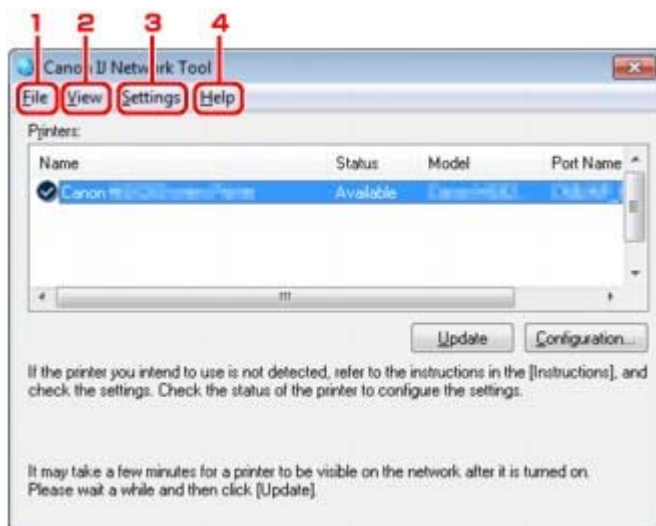 1 2 3 4
Canon IJ Network Tool
File View Settings Help
Printers:
Name Status Model Port Name
Canon Available
Update Configuration...
If the printer you intend to use is not detected, refer to the instructions in the [Instructions], and
check the settings. Check the status of the printer to configure the settings.
It may take a few minutes for a printer to be visible on the network after it is turned on.
Please wait a while and then click [Update]